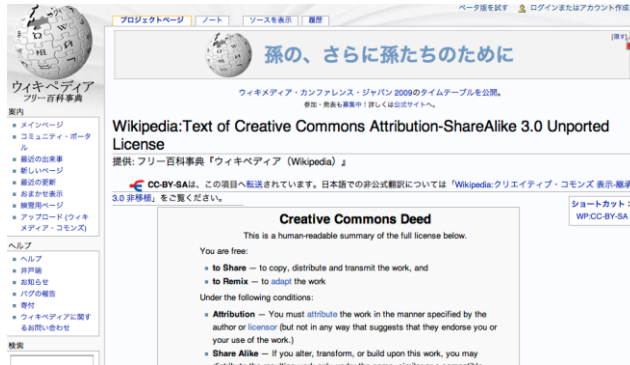 ベータ版を試す ログインまたはアカウント作成
プロジェクトページ ノート ソースを表示 履歴
孫の、さらに孫たちのために
ウィキメディア・カンファレンス・ジャパン 2009のタイムテーブルを公開。
参加・発表も募集中！詳しくは公式サイトへ。
ウィキペディア
フリー百科事典
案内
メインページ
コミュニティ・ポータル
最近の出来事
新しいページ
最近の更新
おまかせ表示
練習用ページ
アップロード (ウィキ
メディア・コモンズ)
ヘルプ
ヘルプ
井戸端
お知らせ
バグの報告
寄付
ウィキペディアに関す
るお問い合わせ
検索
Wikipedia:Text of Creative Commons Attribution-ShareAlike 3.0 Unported
License
提供: フリー百科事典『ウィキペディア（Wikipedia）』
CC-BY-SAは、この項目へ転送されています。日本語での非公式翻訳については「Wikipedia:クリエイティブ・コモンズ 表示-継承
3.0 非移植」をご覧ください。
ショートカット:
WP:CC-BY-SA
Creative Commons Deed
This is a human-readable summary of the full license below.
You are free:
to Share — to copy, distribute and transmit the work, and
to Remix — to adapt the work
Under the following conditions:
Attribution — You must attribute the work in the manner specified by the
author or licensor (but not in any way that suggests that they endorse you or
your use of the work.)
Share Alike — If you alter, transform, or build upon this work, you may